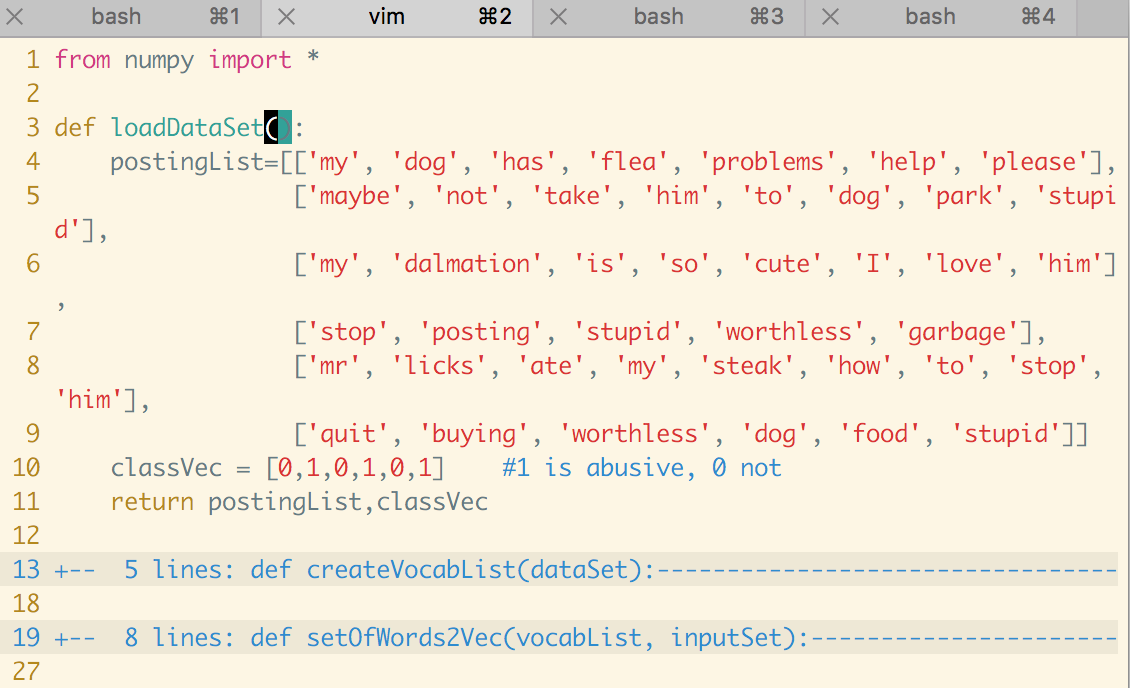 bash ⌘1 vim ⌘2 bash ⌘3 bash ⌘4
1 from numpy import *
2
3 def loadDataSet():
4     postingList=[['my', 'dog', 'has', 'flea', 'problems', 'help', 'please'],
5                  ['maybe', 'not', 'take', 'him', 'to', 'dog', 'park', 'stupi
d'],
6                  ['my', 'dalmation', 'is', 'so', 'cute', 'I', 'love', 'him']
,
7                  ['stop', 'posting', 'stupid', 'worthless', 'garbage'],
8                  ['mr', 'licks', 'ate', 'my', 'steak', 'how', 'to', 'stop',
'him'],
9                  ['quit', 'buying', 'worthless', 'dog', 'food', 'stupid']]
10     classVec = [0,1,0,1,0,1]    #1 is abusive, 0 not
11     return postingList,classVec
12
13 +--  5 lines: def createVocabList(dataSet):---------------------------------
18
19 +--  8 lines: def setOfWords2Vec(vocabList, inputSet):----------------------
27